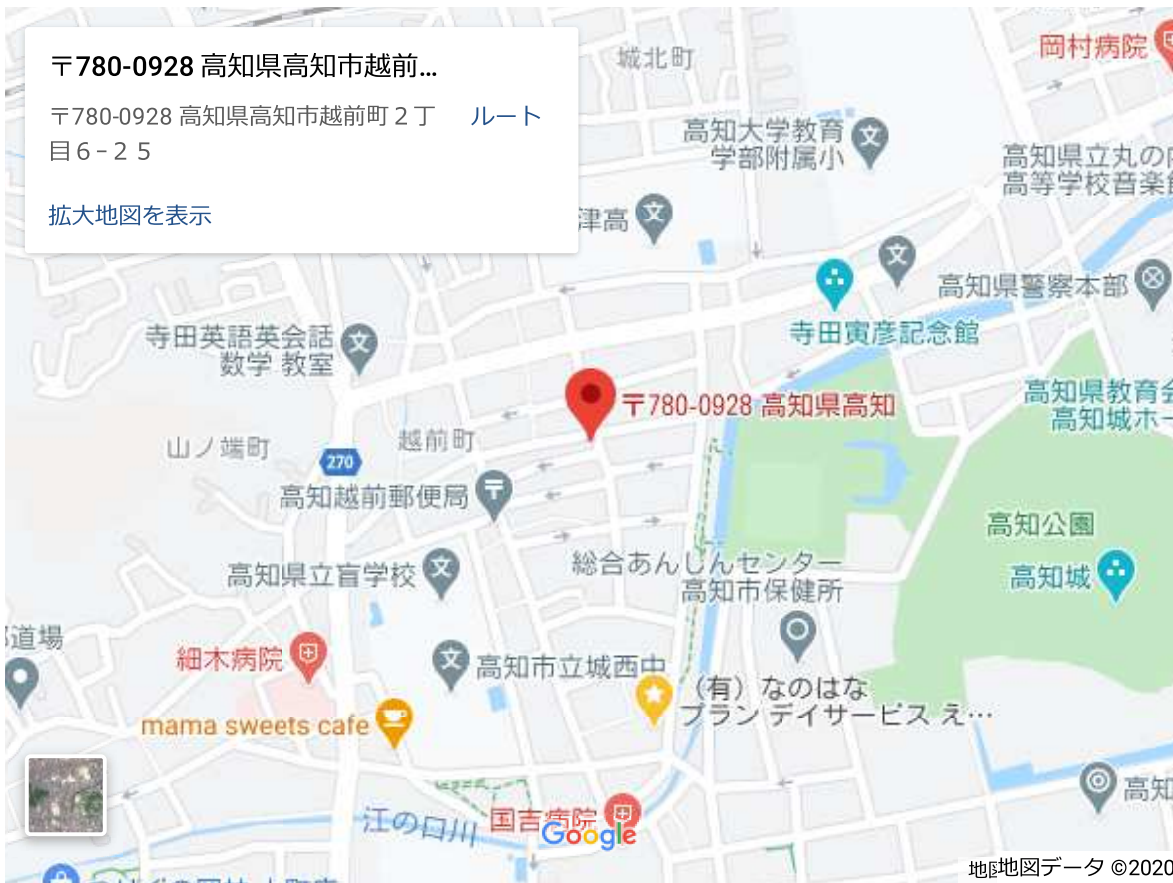 〒780-0928 高知県高知市越前...
〒780-0928 高知県高知市越前町２丁
目６−２５
ルート
拡大地図を表示
城北町
岡村病院
高知大学教育
学部附属小
高知県立丸の
高等学校音楽
津高
高知県警察本部
寺田寅彦記念館
寺田英語英会話
数学 教室
〒780-0928 高知県高知
高知県教育会
高知城ホー
山ノ端町
越前町
270
高知越前郵便局
高知公園
高知城
総合あんしんセンター
高知市保健所
高知県立盲学校
道場
細木病院
高知市立城西中
（有）なのはな
プラン デイサービス え…
mama sweets cafe
高知
江の口川
国吉病院
Google
地図データ ©2020